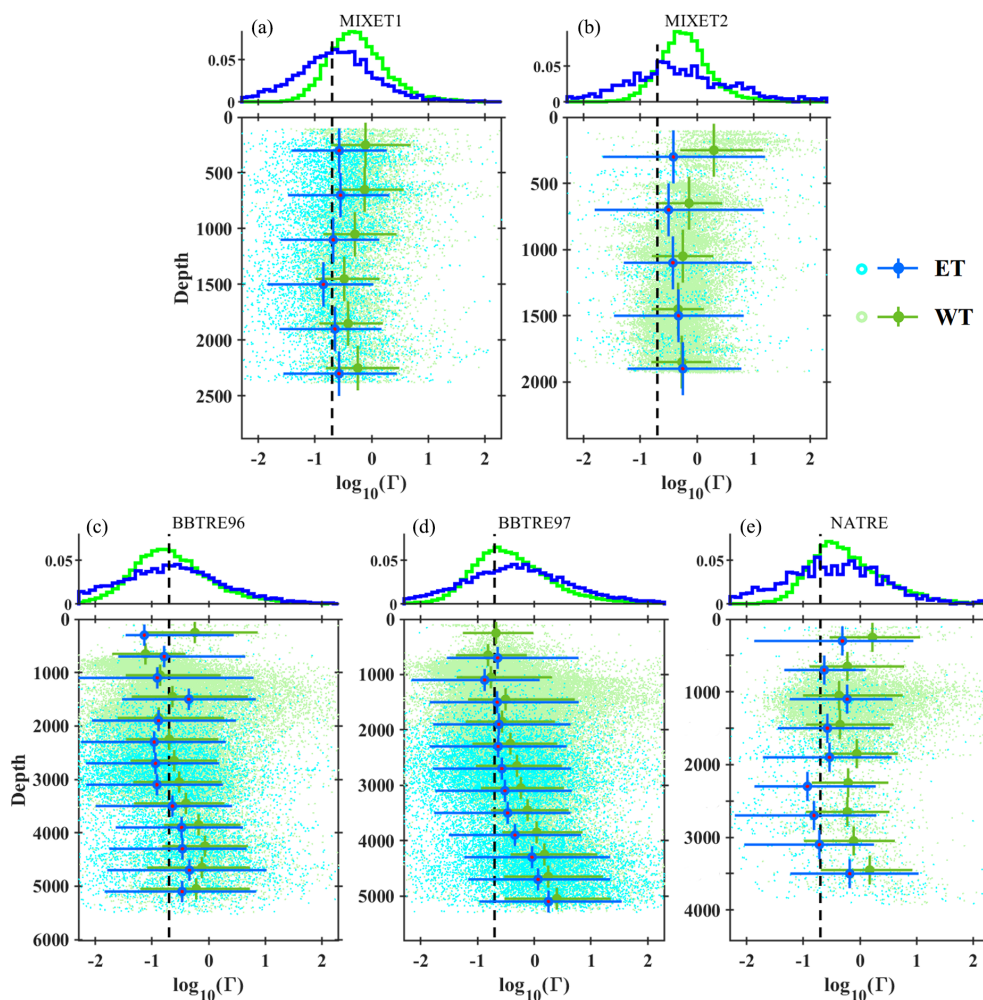 (a)
MIXET1
0.05
0
0
500
1000
1500
2000
2500
Depth
-2 -1 0 1 2
log10(Γ)
(b)
MIXET2
0.05
0
0
500
1000
1500
2000
-2 -1 0 1 2
log10(Γ)
ET
WT
(c)
BBTRE96
0.05
0
0
1000
2000
3000
4000
5000
6000
Depth
-2 -1 0 1 2
log10(Γ)
(d)
BBTRE97
0.05
0
0
1000
2000
3000
4000
5000
-2 -1 0 1 2
log10(Γ)
(e)
NATRE
0.05
0
0
1000
2000
3000
4000
-2 -1 0 1 2
log10(Γ)